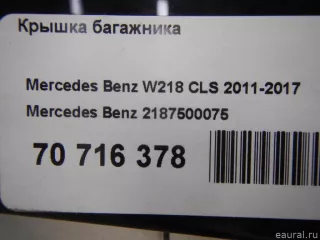 Крышка багажника
Mercedes Benz W218 CLS 2011-2017
Mercedes Benz 2187500075
70 716 378
eaural.ru